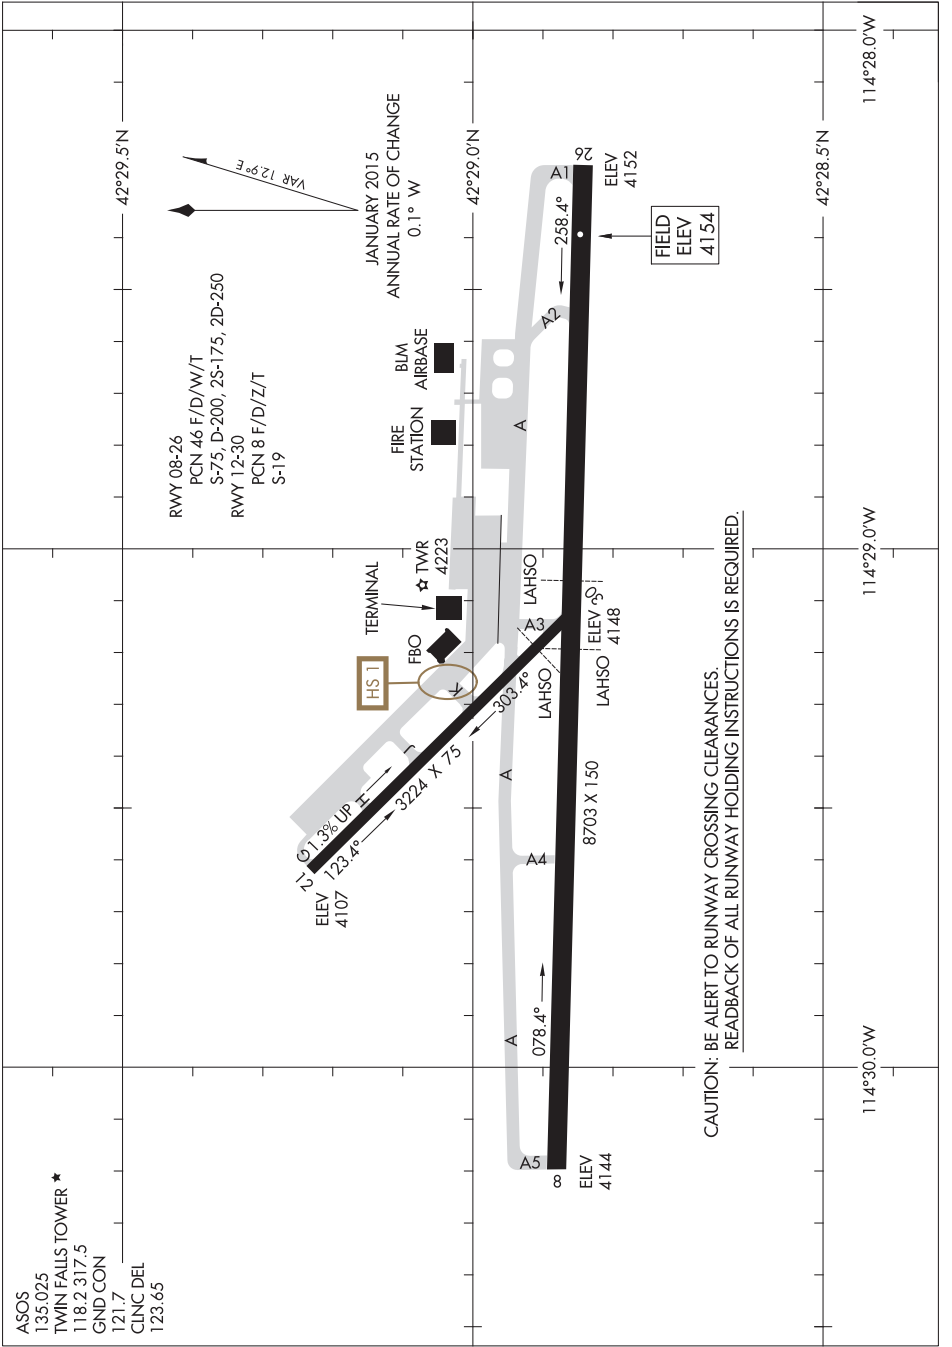 ASOS
135.025
TWIN FALLS TOWER ★
118.2 317.5
GND CON
121.7
CLNC DEL
123.65
RWY 08-26
PCN 46 F/D/W/T
S-75, D-200, 2S-175, 2D-250
RWY 12-30
PCN 8 F/D/Z/T
S-19
VAR 12.9° E
JANUARY 2015
ANNUAL RATE OF CHANGE
0.1° W
42°29.5'N
42°29.0'N
42°28.5'N
114°30.0'W
114°29.0'W
114°28.0'W
HS 1
FBO
TERMINAL
TWR
4223
FIRE
STATION
BLM
AIRBASE
12
ELEV
4107
G
1.3% UP
H
J
K
123.4°
3224 X 75
303.4°
30
ELEV
4148
LAHSO
LAHSO
LAHSO
A
A
A
A1
A2
A3
A4
A5
8
ELEV
4144
078.4°
8703 X 150
258.4°
26
ELEV
4152
FIELD
ELEV
4154
CAUTION: BE ALERT TO RUNWAY CROSSING CLEARANCES.
READBACK OF ALL RUNWAY HOLDING INSTRUCTIONS IS REQUIRED.